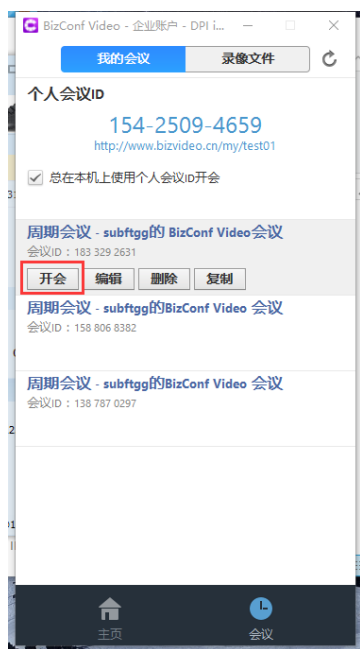 BizConf Video - 企业账户 - DPI i...
我的会议 录像文件
个人会议ID
154-2509-4659
http://www.bizvideo.cn/my/test01
总在本机上使用个人会议ID开会
周期会议 - subftgg的 BizConf Video会议
会议ID：183 329 2631
开会 编辑 删除 复制
周期会议 - subftgg的BizConf Video 会议
会议ID：158 806 8382
周期会议 - subftgg的BizConf Video 会议
会议ID：138 787 0297
主页 会议